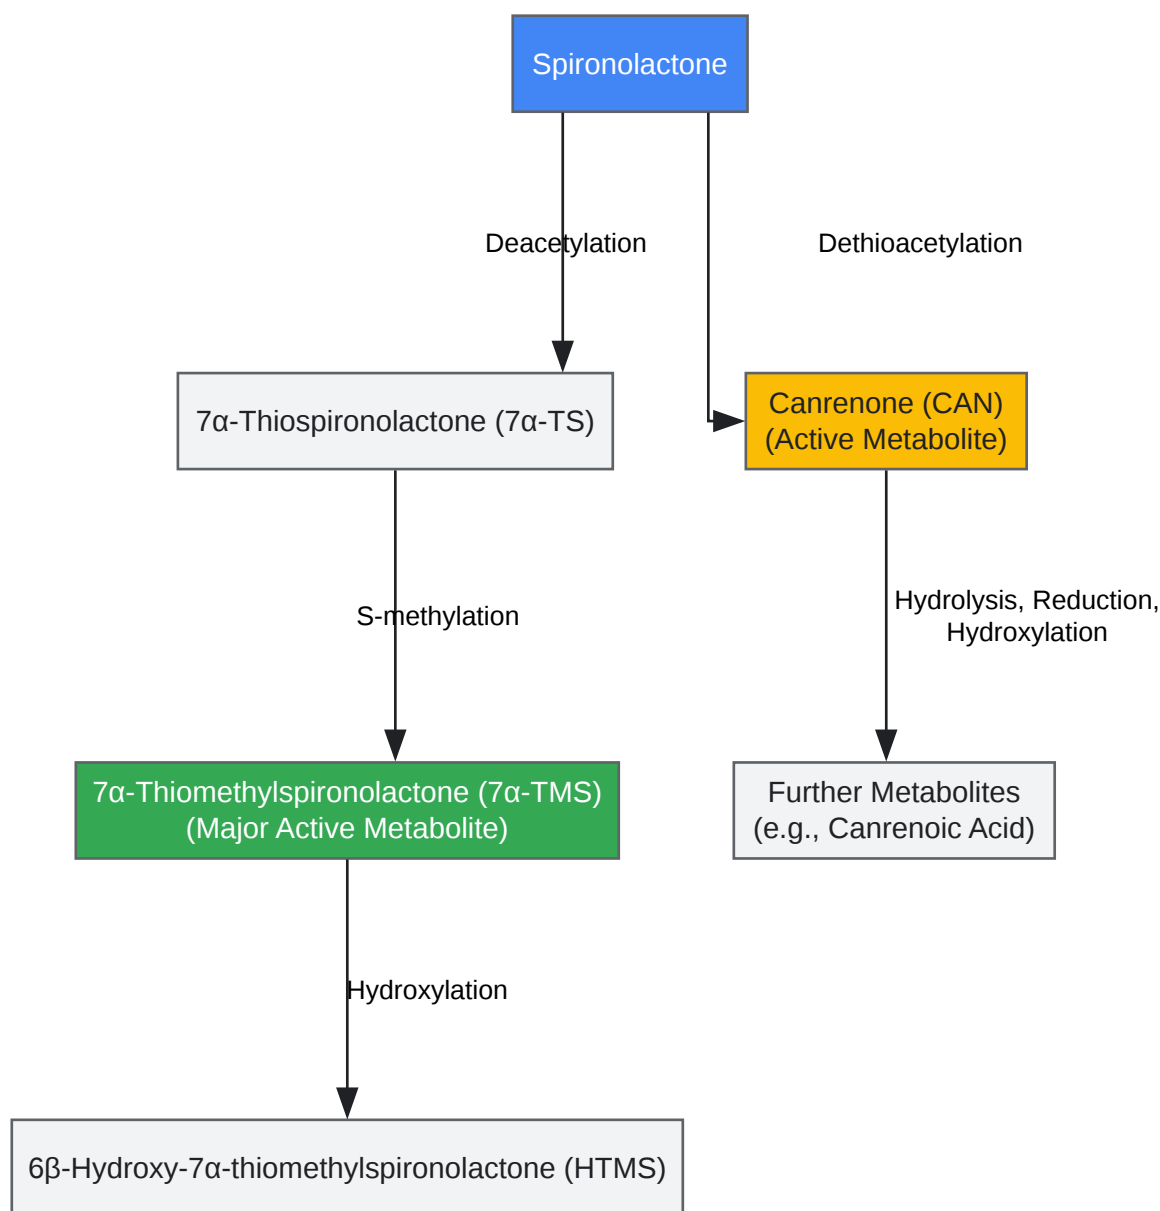 Spironolactone
Deacetylation
Dethioacetylation
7α-Thiospironolactone (7α-TS)
Canrenone (CAN)
(Active Metabolite)
S-methylation
Hydrolysis, Reduction,
Hydroxylation
7α-Thiomethylspironolactone (7α-TMS)
(Major Active Metabolite)
Further Metabolites
(e.g., Canrenoic Acid)
Hydroxylation
6β-Hydroxy-7α-thiomethylspironolactone (HTMS)